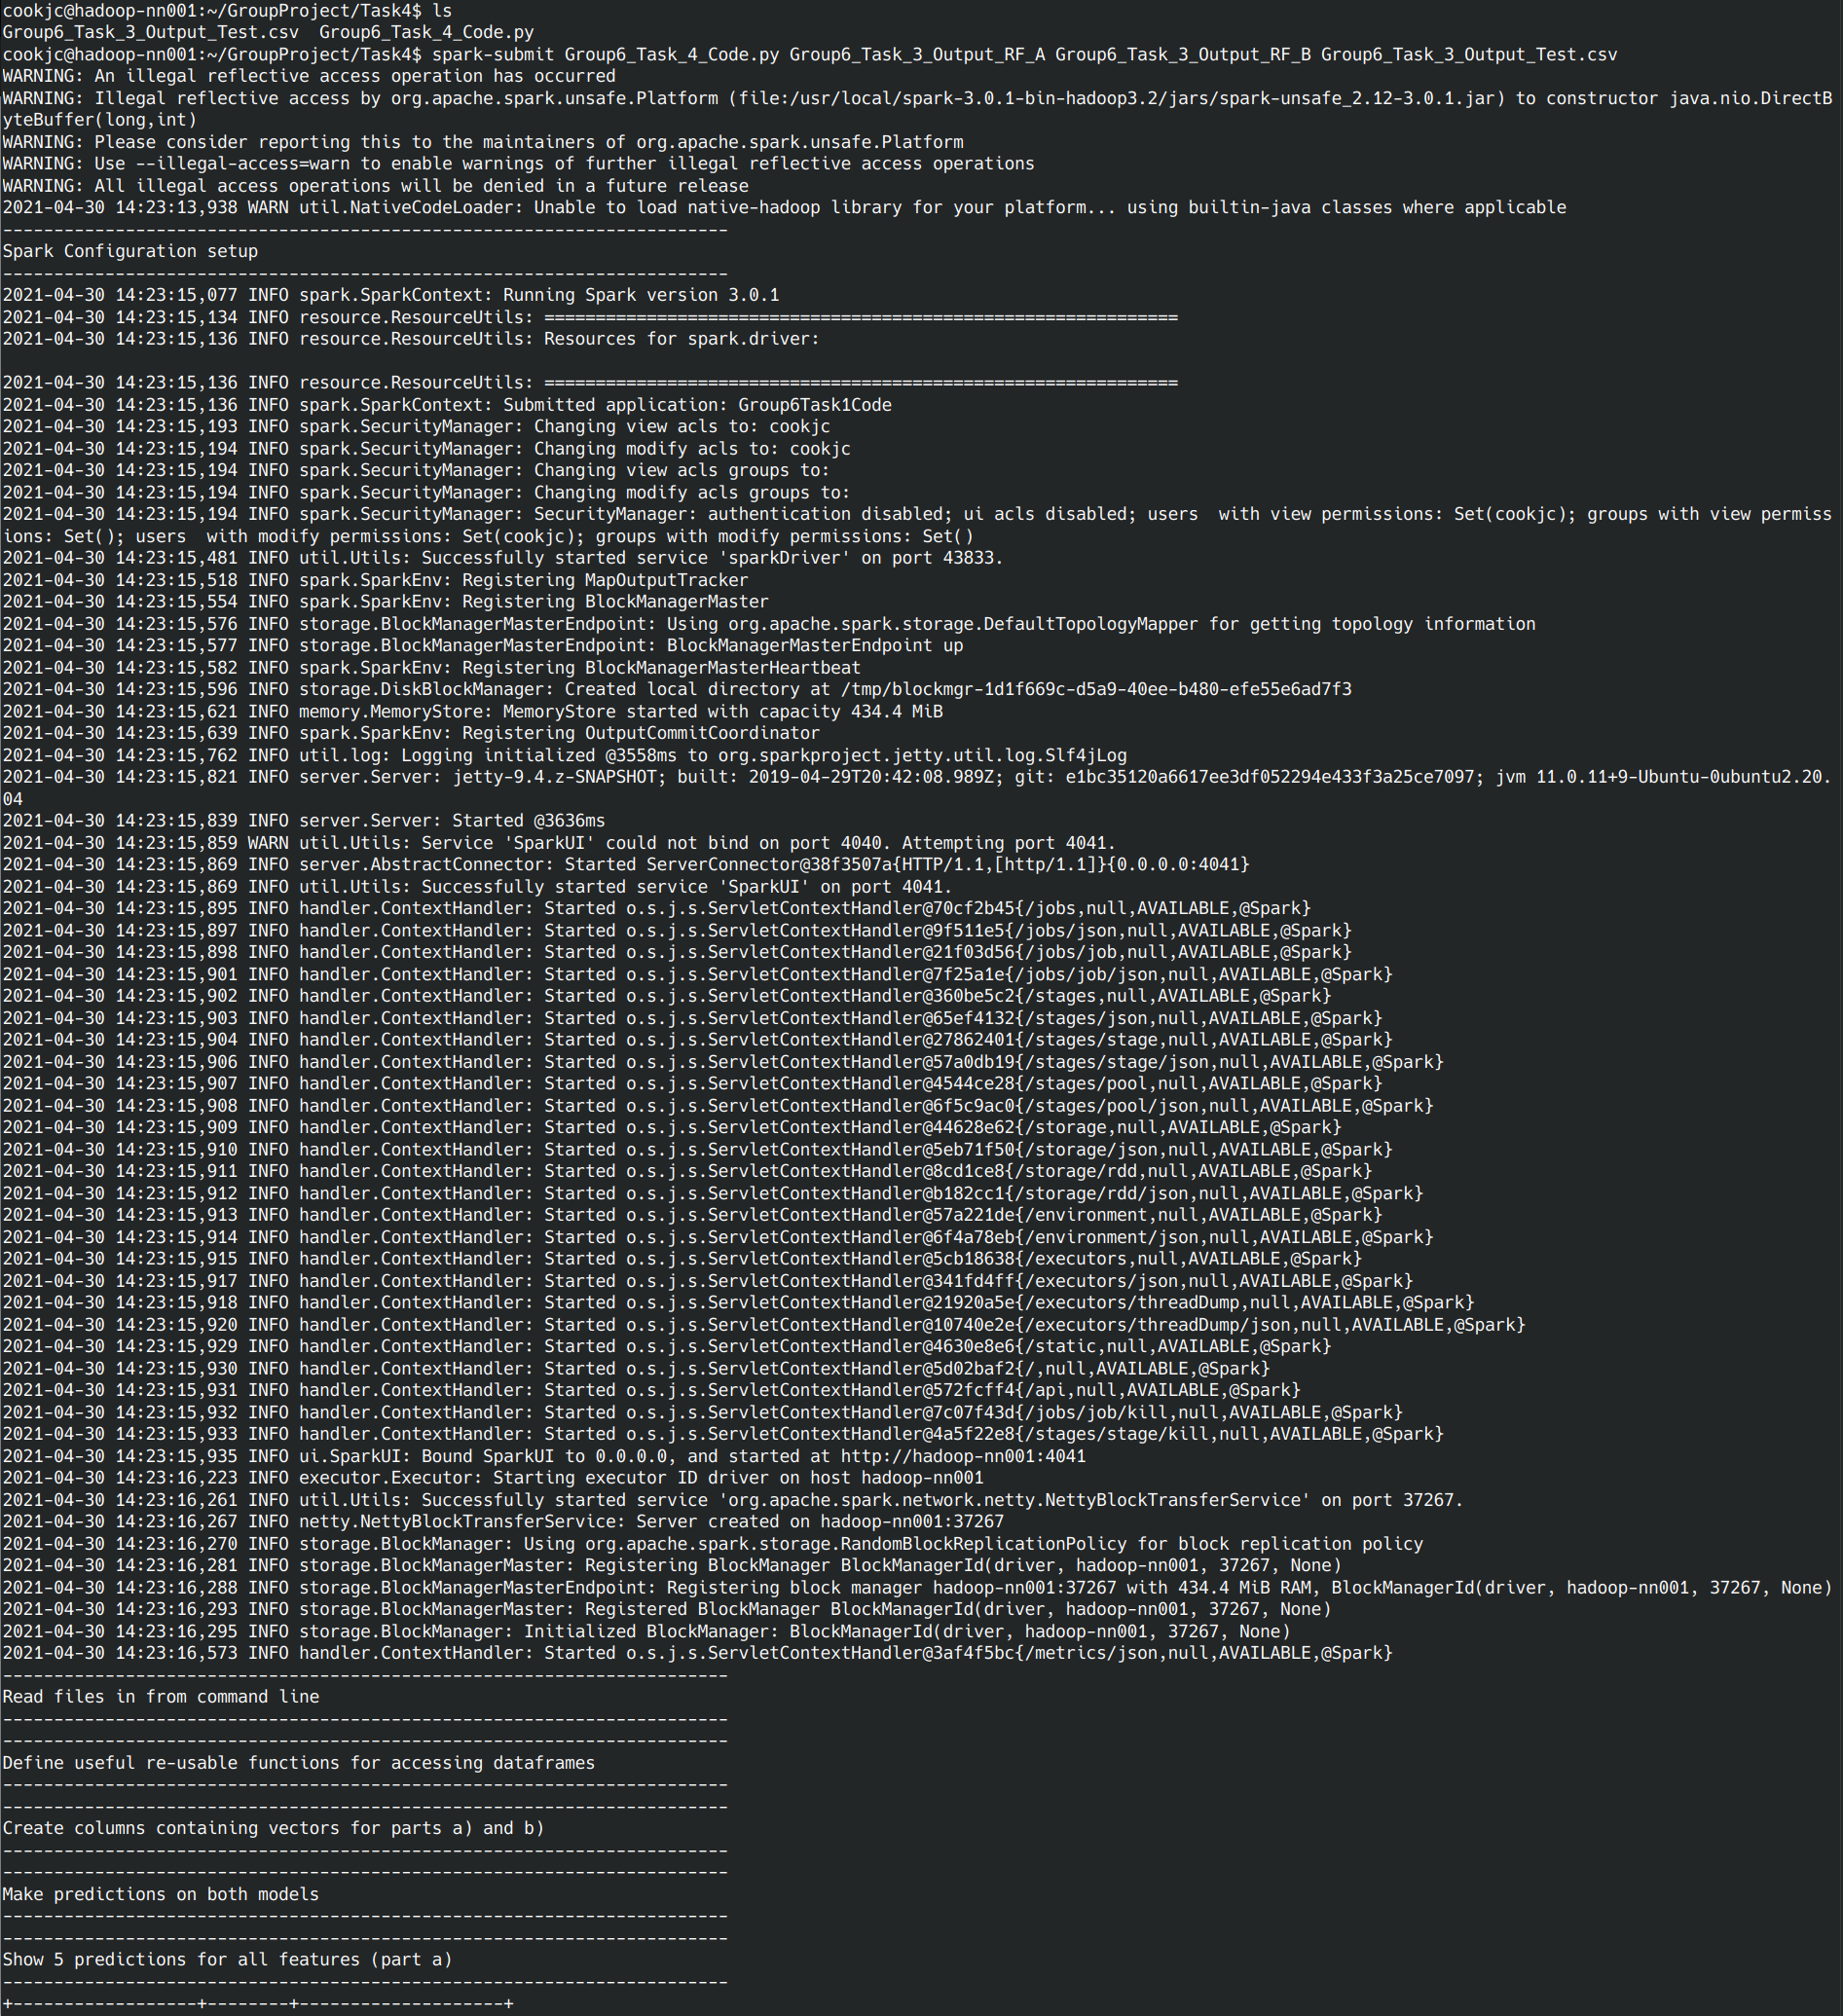 cookjc@hadoop-nn001:~/GroupProject/Task4$ ls
Group6_Task_3_Output_Test.csv  Group6_Task_4_Code.py
cookjc@hadoop-nn001:~/GroupProject/Task4$ spark-submit Group6_Task_4_Code.py Group6_Task_3_Output_RF_A Group6_Task_3_Output_RF_B Group6_Task_3_Output_Test.csv
WARNING: An illegal reflective access operation has occurred
WARNING: Illegal reflective access by org.apache.spark.unsafe.Platform (file:/usr/local/spark-3.0.1-bin-hadoop3.2/jars/spark-unsafe_2.12-3.0.1.jar) to constructor java.nio.DirectB
yteBuffer(long,int)
WARNING: Please consider reporting this to the maintainers of org.apache.spark.unsafe.Platform
WARNING: Use --illegal-access=warn to enable warnings of further illegal reflective access operations
WARNING: All illegal access operations will be denied in a future release
2021-04-30 14:23:13,938 WARN util.NativeCodeLoader: Unable to load native-hadoop library for your platform... using builtin-java classes where applicable
-----------------------------------------------------------------------
Spark Configuration setup
-----------------------------------------------------------------------
2021-04-30 14:23:15,077 INFO spark.SparkContext: Running Spark version 3.0.1
2021-04-30 14:23:15,134 INFO resource.ResourceUtils: ==============================================================
2021-04-30 14:23:15,136 INFO resource.ResourceUtils: Resources for spark.driver:

2021-04-30 14:23:15,136 INFO resource.ResourceUtils: ==============================================================
2021-04-30 14:23:15,136 INFO spark.SparkContext: Submitted application: Group6Task1Code
2021-04-30 14:23:15,193 INFO spark.SecurityManager: Changing view acls to: cookjc
2021-04-30 14:23:15,194 INFO spark.SecurityManager: Changing modify acls to: cookjc
2021-04-30 14:23:15,194 INFO spark.SecurityManager: Changing view acls groups to:
2021-04-30 14:23:15,194 INFO spark.SecurityManager: Changing modify acls groups to:
2021-04-30 14:23:15,194 INFO spark.SecurityManager: SecurityManager: authentication disabled; ui acls disabled; users  with view permissions: Set(cookjc); groups with view permiss
ions: Set(); users  with modify permissions: Set(cookjc); groups with modify permissions: Set()
2021-04-30 14:23:15,481 INFO util.Utils: Successfully started service 'sparkDriver' on port 43833.
2021-04-30 14:23:15,518 INFO spark.SparkEnv: Registering MapOutputTracker
2021-04-30 14:23:15,554 INFO spark.SparkEnv: Registering BlockManagerMaster
2021-04-30 14:23:15,576 INFO storage.BlockManagerMasterEndpoint: Using org.apache.spark.storage.DefaultTopologyMapper for getting topology information
2021-04-30 14:23:15,577 INFO storage.BlockManagerMasterEndpoint: BlockManagerMasterEndpoint up
2021-04-30 14:23:15,582 INFO spark.SparkEnv: Registering BlockManagerMasterHeartbeat
2021-04-30 14:23:15,596 INFO storage.DiskBlockManager: Created local directory at /tmp/blockmgr-1d1f669c-d5a9-40ee-b480-efe55e6ad7f3
2021-04-30 14:23:15,621 INFO memory.MemoryStore: MemoryStore started with capacity 434.4 MiB
2021-04-30 14:23:15,639 INFO spark.SparkEnv: Registering OutputCommitCoordinator
2021-04-30 14:23:15,762 INFO util.log: Logging initialized @3558ms to org.sparkproject.jetty.util.log.Slf4jLog
2021-04-30 14:23:15,821 INFO server.Server: jetty-9.4.z-SNAPSHOT; built: 2019-04-29T20:42:08.989Z; git: e1bc35120a6617ee3df052294e433f3a25ce7097; jvm 11.0.11+9-Ubuntu-0ubuntu2.20.
04
2021-04-30 14:23:15,839 INFO server.Server: Started @3636ms
2021-04-30 14:23:15,859 WARN util.Utils: Service 'SparkUI' could not bind on port 4040. Attempting port 4041.
2021-04-30 14:23:15,869 INFO server.AbstractConnector: Started ServerConnector@38f3507a{HTTP/1.1,[http/1.1]}{0.0.0.0:4041}
2021-04-30 14:23:15,869 INFO util.Utils: Successfully started service 'SparkUI' on port 4041.
2021-04-30 14:23:15,895 INFO handler.ContextHandler: Started o.s.j.s.ServletContextHandler@70cf2b45{/jobs,null,AVAILABLE,@Spark}
2021-04-30 14:23:15,897 INFO handler.ContextHandler: Started o.s.j.s.ServletContextHandler@9f511e5{/jobs/json,null,AVAILABLE,@Spark}
2021-04-30 14:23:15,898 INFO handler.ContextHandler: Started o.s.j.s.ServletContextHandler@21f03d56{/jobs/job,null,AVAILABLE,@Spark}
2021-04-30 14:23:15,901 INFO handler.ContextHandler: Started o.s.j.s.ServletContextHandler@7f25a1e{/jobs/job/json,null,AVAILABLE,@Spark}
2021-04-30 14:23:15,902 INFO handler.ContextHandler: Started o.s.j.s.ServletContextHandler@360be5c2{/stages,null,AVAILABLE,@Spark}
2021-04-30 14:23:15,903 INFO handler.ContextHandler: Started o.s.j.s.ServletContextHandler@65ef4132{/stages/json,null,AVAILABLE,@Spark}
2021-04-30 14:23:15,904 INFO handler.ContextHandler: Started o.s.j.s.ServletContextHandler@27862401{/stages/stage,null,AVAILABLE,@Spark}
2021-04-30 14:23:15,906 INFO handler.ContextHandler: Started o.s.j.s.ServletContextHandler@57a0db19{/stages/stage/json,null,AVAILABLE,@Spark}
2021-04-30 14:23:15,907 INFO handler.ContextHandler: Started o.s.j.s.ServletContextHandler@4544ce28{/stages/pool,null,AVAILABLE,@Spark}
2021-04-30 14:23:15,908 INFO handler.ContextHandler: Started o.s.j.s.ServletContextHandler@6f5c9ac0{/stages/pool/json,null,AVAILABLE,@Spark}
2021-04-30 14:23:15,909 INFO handler.ContextHandler: Started o.s.j.s.ServletContextHandler@44628e62{/storage,null,AVAILABLE,@Spark}
2021-04-30 14:23:15,910 INFO handler.ContextHandler: Started o.s.j.s.ServletContextHandler@5eb71f50{/storage/json,null,AVAILABLE,@Spark}
2021-04-30 14:23:15,911 INFO handler.ContextHandler: Started o.s.j.s.ServletContextHandler@8cd1ce8{/storage/rdd,null,AVAILABLE,@Spark}
2021-04-30 14:23:15,912 INFO handler.ContextHandler: Started o.s.j.s.ServletContextHandler@b182cc1{/storage/rdd/json,null,AVAILABLE,@Spark}
2021-04-30 14:23:15,913 INFO handler.ContextHandler: Started o.s.j.s.ServletContextHandler@57a221de{/environment,null,AVAILABLE,@Spark}
2021-04-30 14:23:15,914 INFO handler.ContextHandler: Started o.s.j.s.ServletContextHandler@6f4a78eb{/environment/json,null,AVAILABLE,@Spark}
2021-04-30 14:23:15,915 INFO handler.ContextHandler: Started o.s.j.s.ServletContextHandler@5cb18638{/executors,null,AVAILABLE,@Spark}
2021-04-30 14:23:15,917 INFO handler.ContextHandler: Started o.s.j.s.ServletContextHandler@341fd4ff{/executors/json,null,AVAILABLE,@Spark}
2021-04-30 14:23:15,918 INFO handler.ContextHandler: Started o.s.j.s.ServletContextHandler@21920a5e{/executors/threadDump,null,AVAILABLE,@Spark}
2021-04-30 14:23:15,920 INFO handler.ContextHandler: Started o.s.j.s.ServletContextHandler@10740e2e{/executors/threadDump/json,null,AVAILABLE,@Spark}
2021-04-30 14:23:15,929 INFO handler.ContextHandler: Started o.s.j.s.ServletContextHandler@4630e8e6{/static,null,AVAILABLE,@Spark}
2021-04-30 14:23:15,930 INFO handler.ContextHandler: Started o.s.j.s.ServletContextHandler@5d02baf2{/,null,AVAILABLE,@Spark}
2021-04-30 14:23:15,931 INFO handler.ContextHandler: Started o.s.j.s.ServletContextHandler@572fcff4{/api,null,AVAILABLE,@Spark}
2021-04-30 14:23:15,932 INFO handler.ContextHandler: Started o.s.j.s.ServletContextHandler@7c07f43d{/jobs/job/kill,null,AVAILABLE,@Spark}
2021-04-30 14:23:15,933 INFO handler.ContextHandler: Started o.s.j.s.ServletContextHandler@4a5f22e8{/stages/stage/kill,null,AVAILABLE,@Spark}
2021-04-30 14:23:15,935 INFO ui.SparkUI: Bound SparkUI to 0.0.0.0, and started at http://hadoop-nn001:4041
2021-04-30 14:23:16,223 INFO executor.Executor: Starting executor ID driver on host hadoop-nn001
2021-04-30 14:23:16,261 INFO util.Utils: Successfully started service 'org.apache.spark.network.netty.NettyBlockTransferService' on port 37267.
2021-04-30 14:23:16,267 INFO netty.NettyBlockTransferService: Server created on hadoop-nn001:37267
2021-04-30 14:23:16,270 INFO storage.BlockManager: Using org.apache.spark.storage.RandomBlockReplicationPolicy for block replication policy
2021-04-30 14:23:16,281 INFO storage.BlockManagerMaster: Registering BlockManager BlockManagerId(driver, hadoop-nn001, 37267, None)
2021-04-30 14:23:16,288 INFO storage.BlockManagerMasterEndpoint: Registering block manager hadoop-nn001:37267 with 434.4 MiB RAM, BlockManagerId(driver, hadoop-nn001, 37267, None)
2021-04-30 14:23:16,293 INFO storage.BlockManagerMaster: Registered BlockManager BlockManagerId(driver, hadoop-nn001, 37267, None)
2021-04-30 14:23:16,295 INFO storage.BlockManager: Initialized BlockManager: BlockManagerId(driver, hadoop-nn001, 37267, None)
2021-04-30 14:23:16,573 INFO handler.ContextHandler: Started o.s.j.s.ServletContextHandler@3af4f5bc{/metrics/json,null,AVAILABLE,@Spark}
-----------------------------------------------------------------------
Read files in from command line
-----------------------------------------------------------------------
-----------------------------------------------------------------------
Define useful re-usable functions for accessing dataframes
-----------------------------------------------------------------------
-----------------------------------------------------------------------
Create columns containing vectors for parts a) and b)
-----------------------------------------------------------------------
-----------------------------------------------------------------------
Make predictions on both models
-----------------------------------------------------------------------
-----------------------------------------------------------------------
Show 5 predictions for all features (part a)
-----------------------------------------------------------------------
+------------------+--------+--------------------+